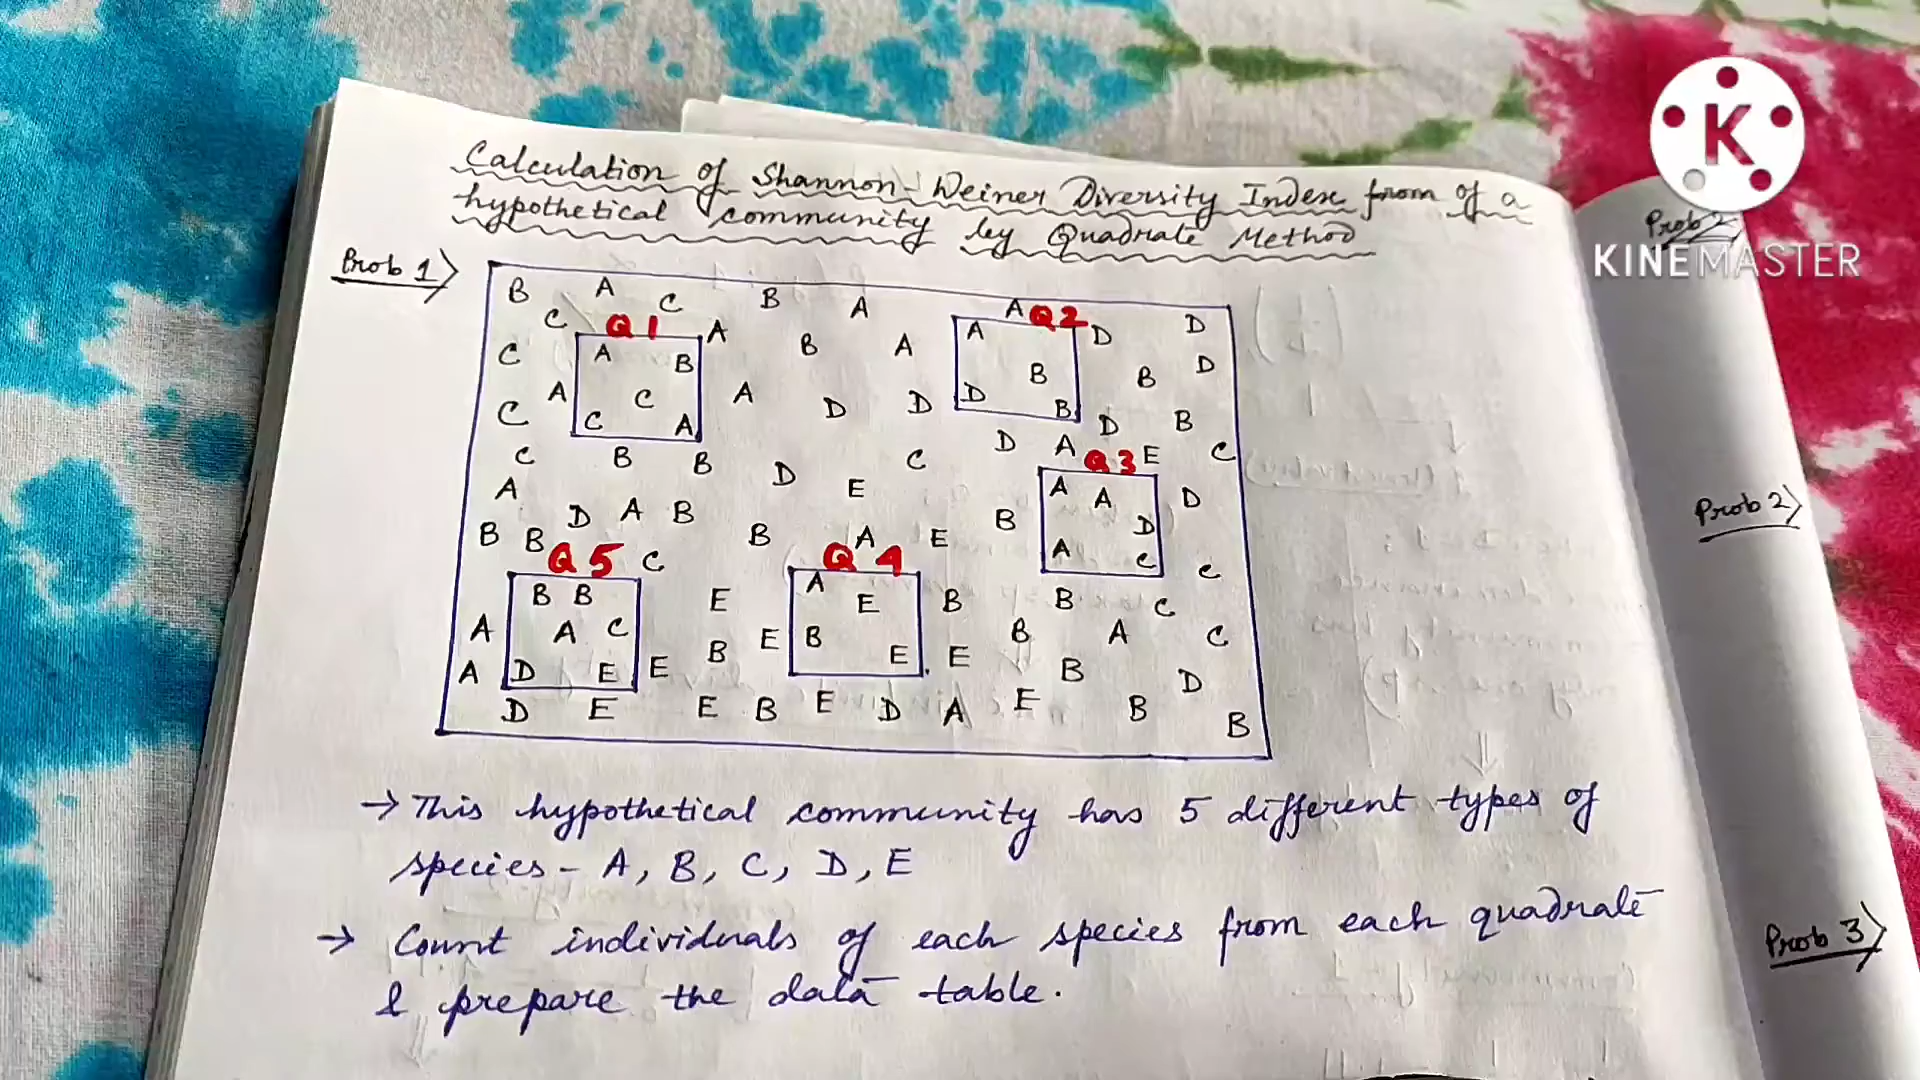 Calculation of Shannon-Weiner Diversity Index from of a
hypothetical community by Quadrate Method
Prob 1)
B A C B A A Q2 D D
C Q1 A B A A D
C A B B B D
A C A D D D B B
C C A D A D B
C B B D C Q3 E C
A E A A D
B B D A B B A E B D
Q5 C Q4 A C C
B B E A E B B C
A A C B E B B A C
A D E E E E B D
D E E B E D A E B B
→ This hypothetical community has 5 different types of
species - A, B, C, D, E
→ Count individuals of each species from each quadrate
& prepare the data table.
K
KINEMASTER
Prob 2
Prob 2)
Prob 3)